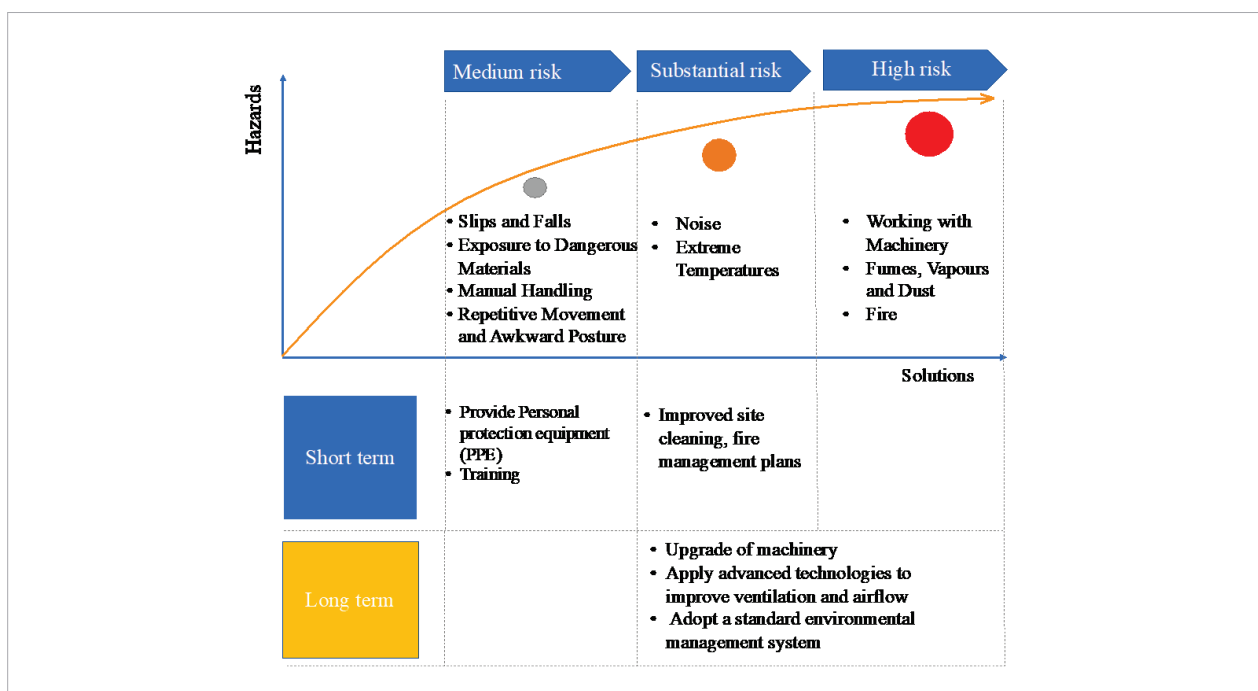 Medium risk
Substantial risk
High risk
Hazards
• Slips and Falls
• Exposure to Dangerous
Materials
• Manual Handling
• Repetitive Movement
and Awkward Posture
• Noise
• Extreme
Temperatures
• Working with
Machinery
• Fumes, Vapours
and Dust
• Fire
Solutions
Short term
• Provide Personal
protection equipment
(PPE)
• Training
• Improved site
cleaning, fire
management plans
Long term
• Upgrade of machinery
• Apply advanced technologies to
improve ventilation and airflow
• Adopt a standard environmental
management system